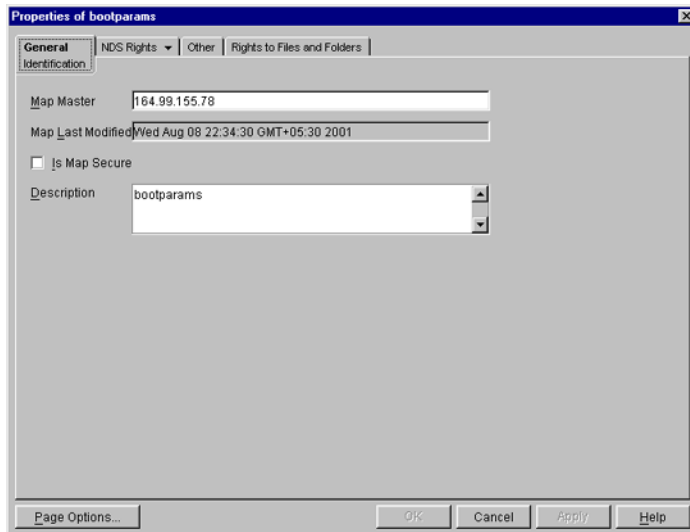 Properties of bootparams
General NDS Rights Other Rights to Files and Folders
Identification
Map Master 164.99.155.78
Map Last Modified Wed Aug 08 22:34:30 GMT+05:30 2001
Is Map Secure
Description bootparams
Page Options... OK Cancel Apply Help